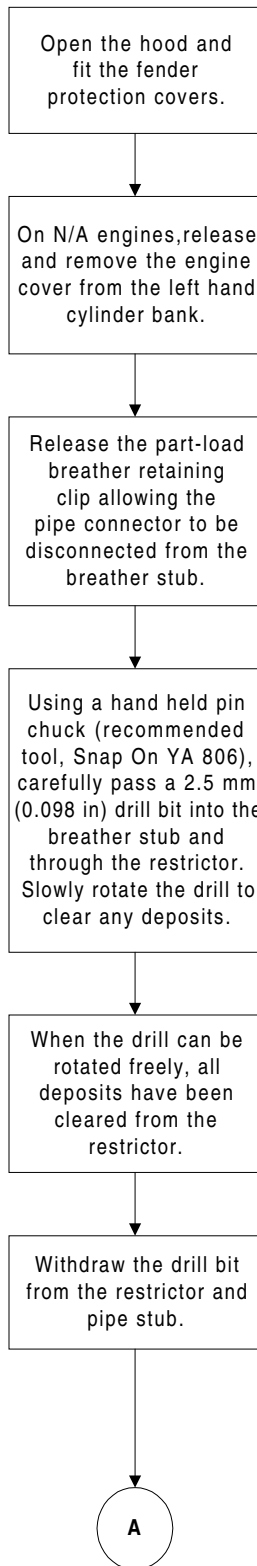 Open the hood and
fit the fender
protection covers.
On N/A engines,release
and remove the engine
cover from the left hand
cylinder bank.
Release the part-load
breather retaining
clip allowing the
pipe connector to be
disconnected from the
breather stub.
Using a hand held pin
chuck (recommended
tool, Snap On YA 806),
carefully pass a 2.5 mm
(0.098 in) drill bit into the
breather stub and
through the restrictor.
Slowly rotate the drill to
clear any deposits.
When the drill can be
rotated freely, all
deposits have been
cleared from the
restrictor.
Withdraw the drill bit
from the restrictor and
pipe stub.
A